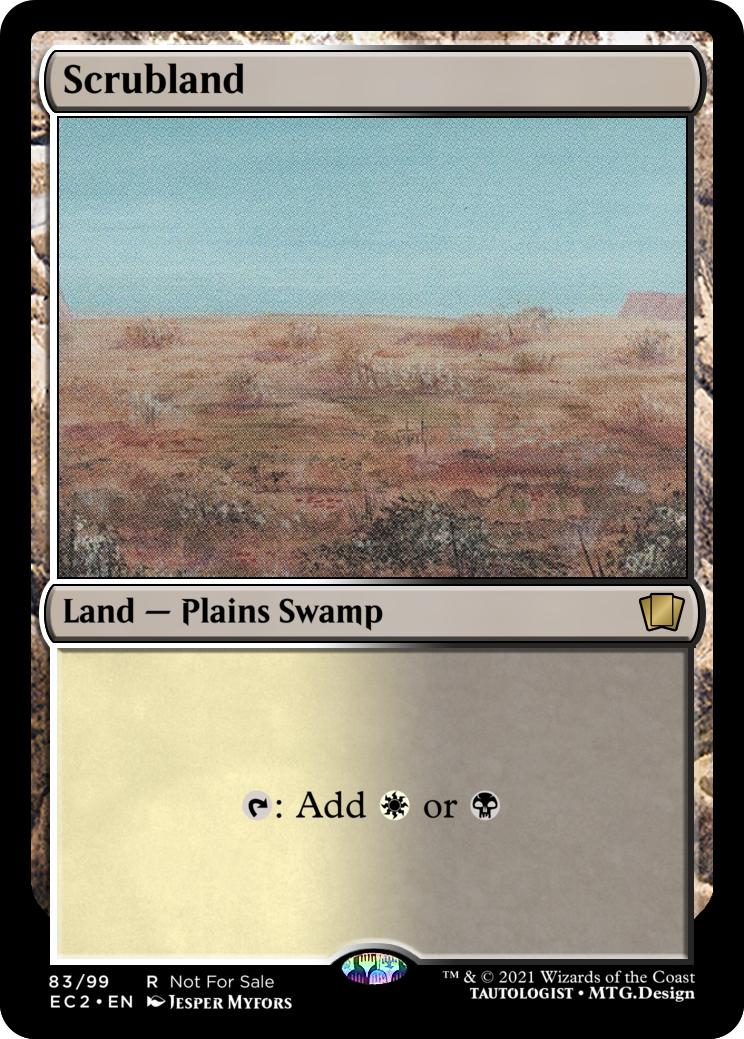 Scrubland
Land — Plains Swamp
: Add or
83/99 R Not For Sale
EC2 • EN JESPER MYFORS
™ & © 2021 Wizards of the Coast
TAUTOLOGIST • MTG.Design